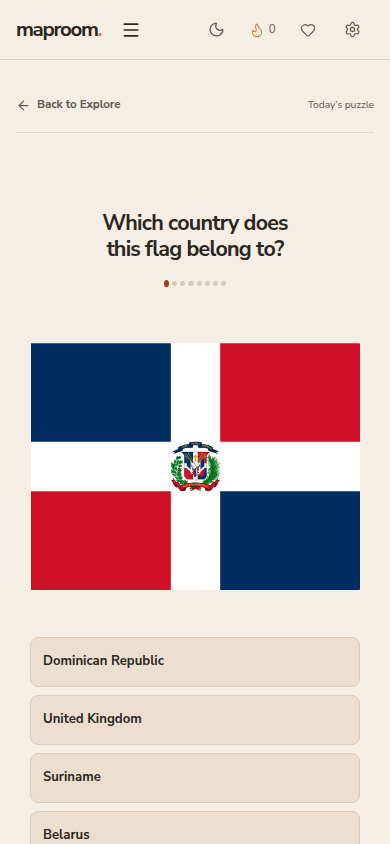 maproom.
0
Back to Explore
Today's puzzle
Which country does
this flag belong to?
Dominican Republic
United Kingdom
Suriname
Belarus